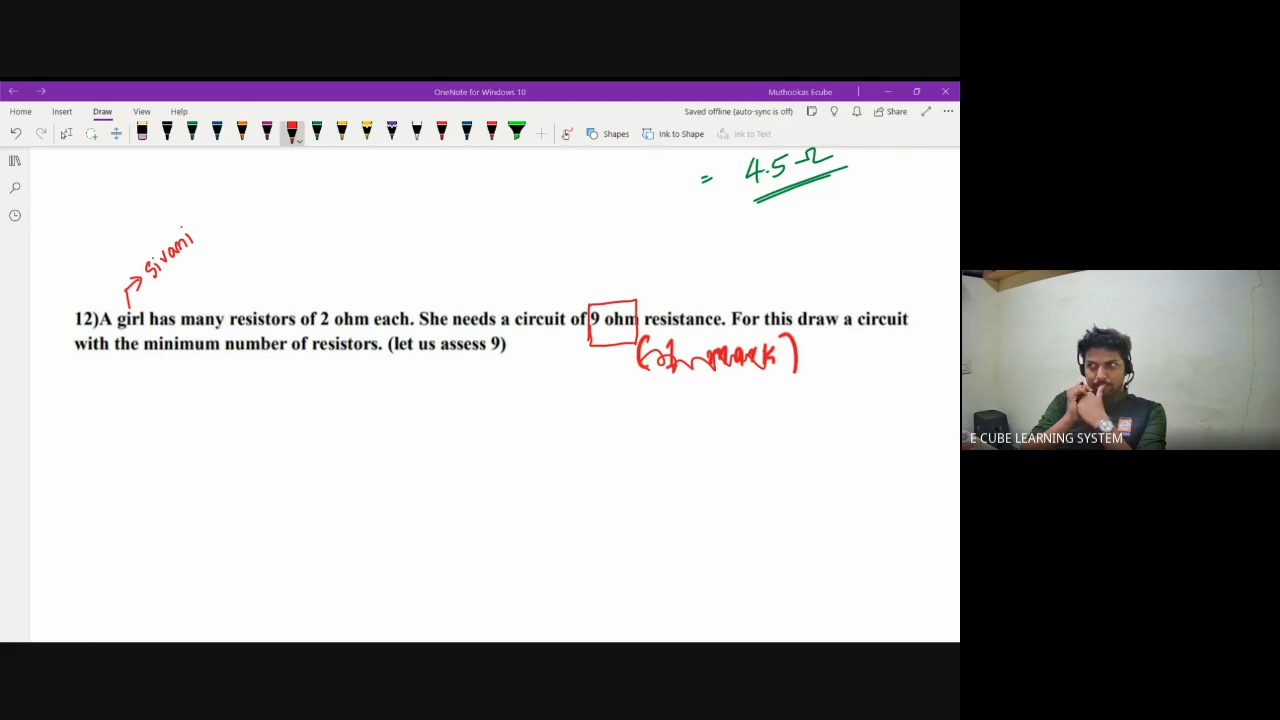 OneNote for Windows 10
Muthookas Ecube
Home Insert Draw View Help
Saved offline (auto-sync is off)
Share
Shapes
Ink to Shape
Ink to Text
= 4.5 Ω
Sivami
12)A girl has many resistors of 2 ohm each. She needs a circuit of 9 ohm resistance. For this draw a circuit
with the minimum number of resistors. (let us assess 9)
E CUBE LEARNING SYSTEM